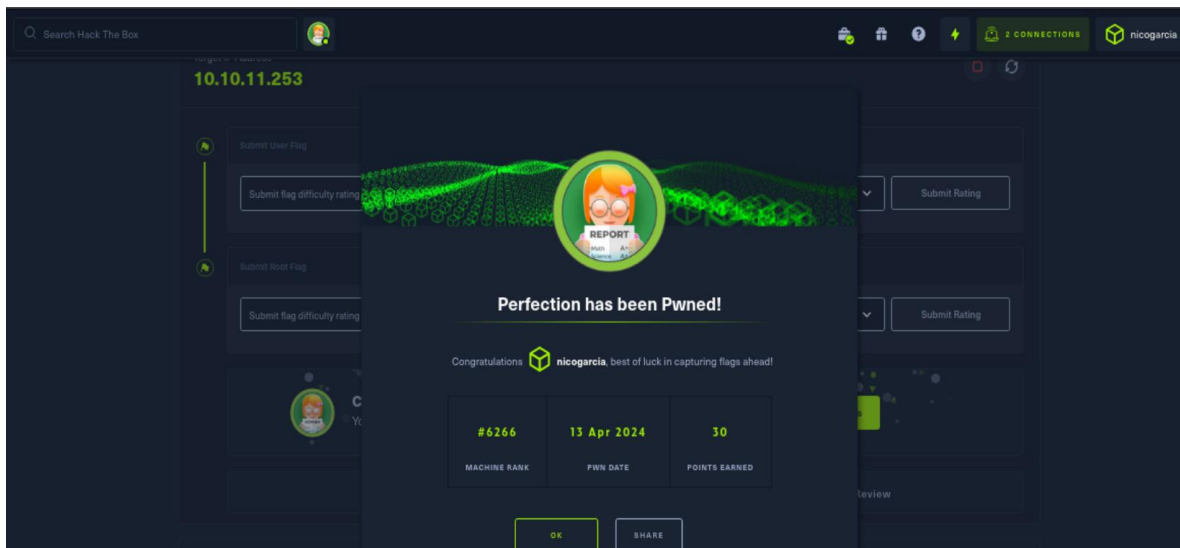 Search Hack The Box
2 CONNECTIONS
nicogarcia
10.10.11.253
Submit User Flag
Submit flag difficulty rating
Submit Rating
REPORT
Math A+
Science A+
Submit Root Flag
Submit flag difficulty rating
Submit Rating
Perfection has been Pwned!
Congratulations nicogarcia, best of luck in capturing flags ahead!
#6266 13 Apr 2024 30
MACHINE RANK PWN DATE POINTS EARNED
OK SHARE